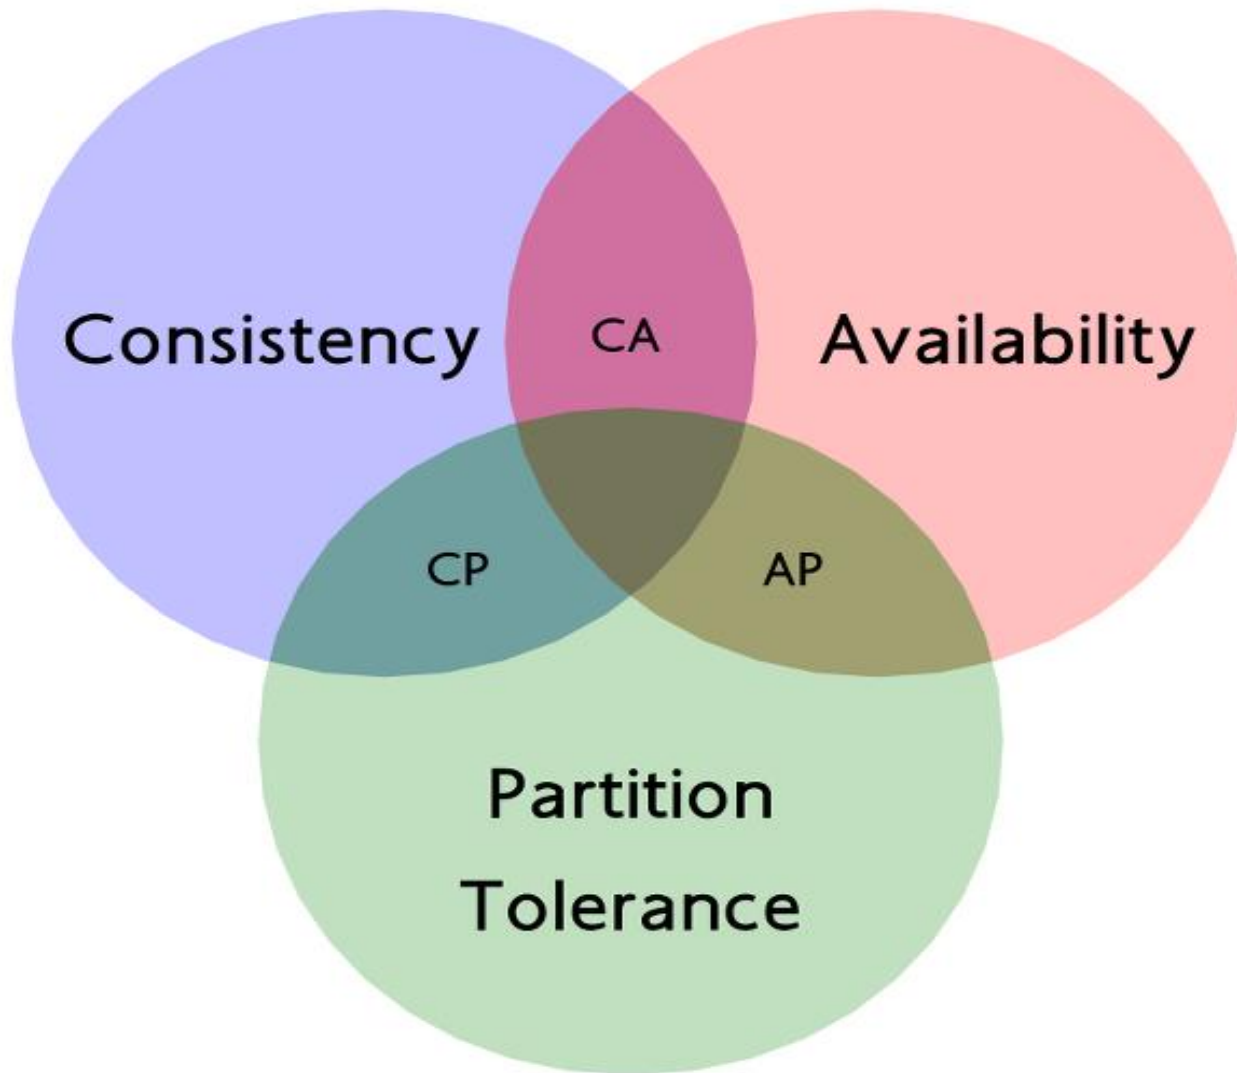 Consistency
CA
Availability
CP
AP
Partition
Tolerance